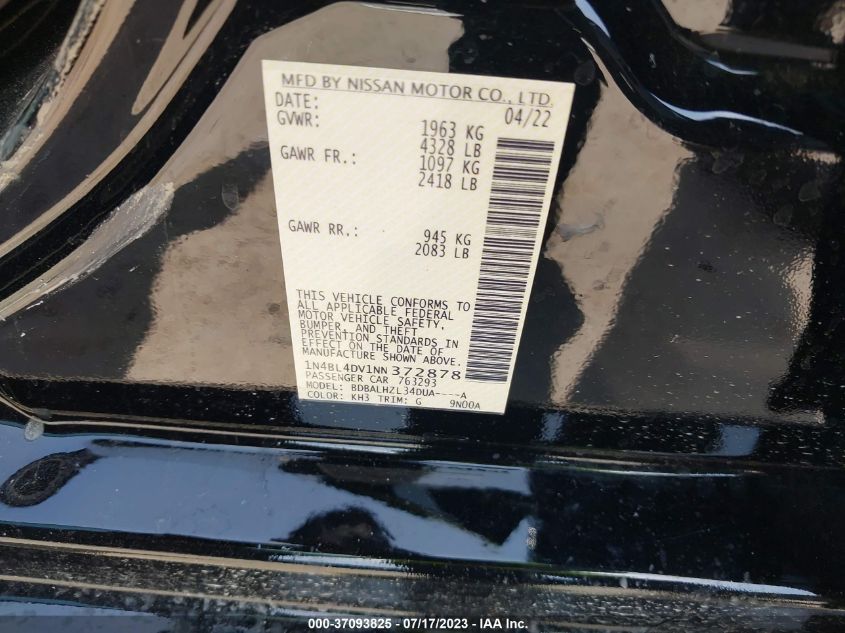 MFD BY NISSAN MOTOR CO., LTD.
DATE: 04/22
GVWR: 1963 KG
4328 LB
GAWR FR.: 1097 KG
2418 LB
GAWR RR.: 945 KG
2083 LB
THIS VEHICLE CONFORMS TO
ALL APPLICABLE FEDERAL
MOTOR VEHICLE SAFETY,
BUMPER, AND THEFT
PREVENTION STANDARDS IN
EFFECT ON THE DATE OF
MANUFACTURE SHOWN ABOVE.
1N4BL4DV1NN372878
PASSENGER CAR 763293
MODEL: BDBALHZL34DUA----A
COLOR: KH3 TRIM: G 9N00A
000-37093825 - 07/17/2023 - IAA Inc.